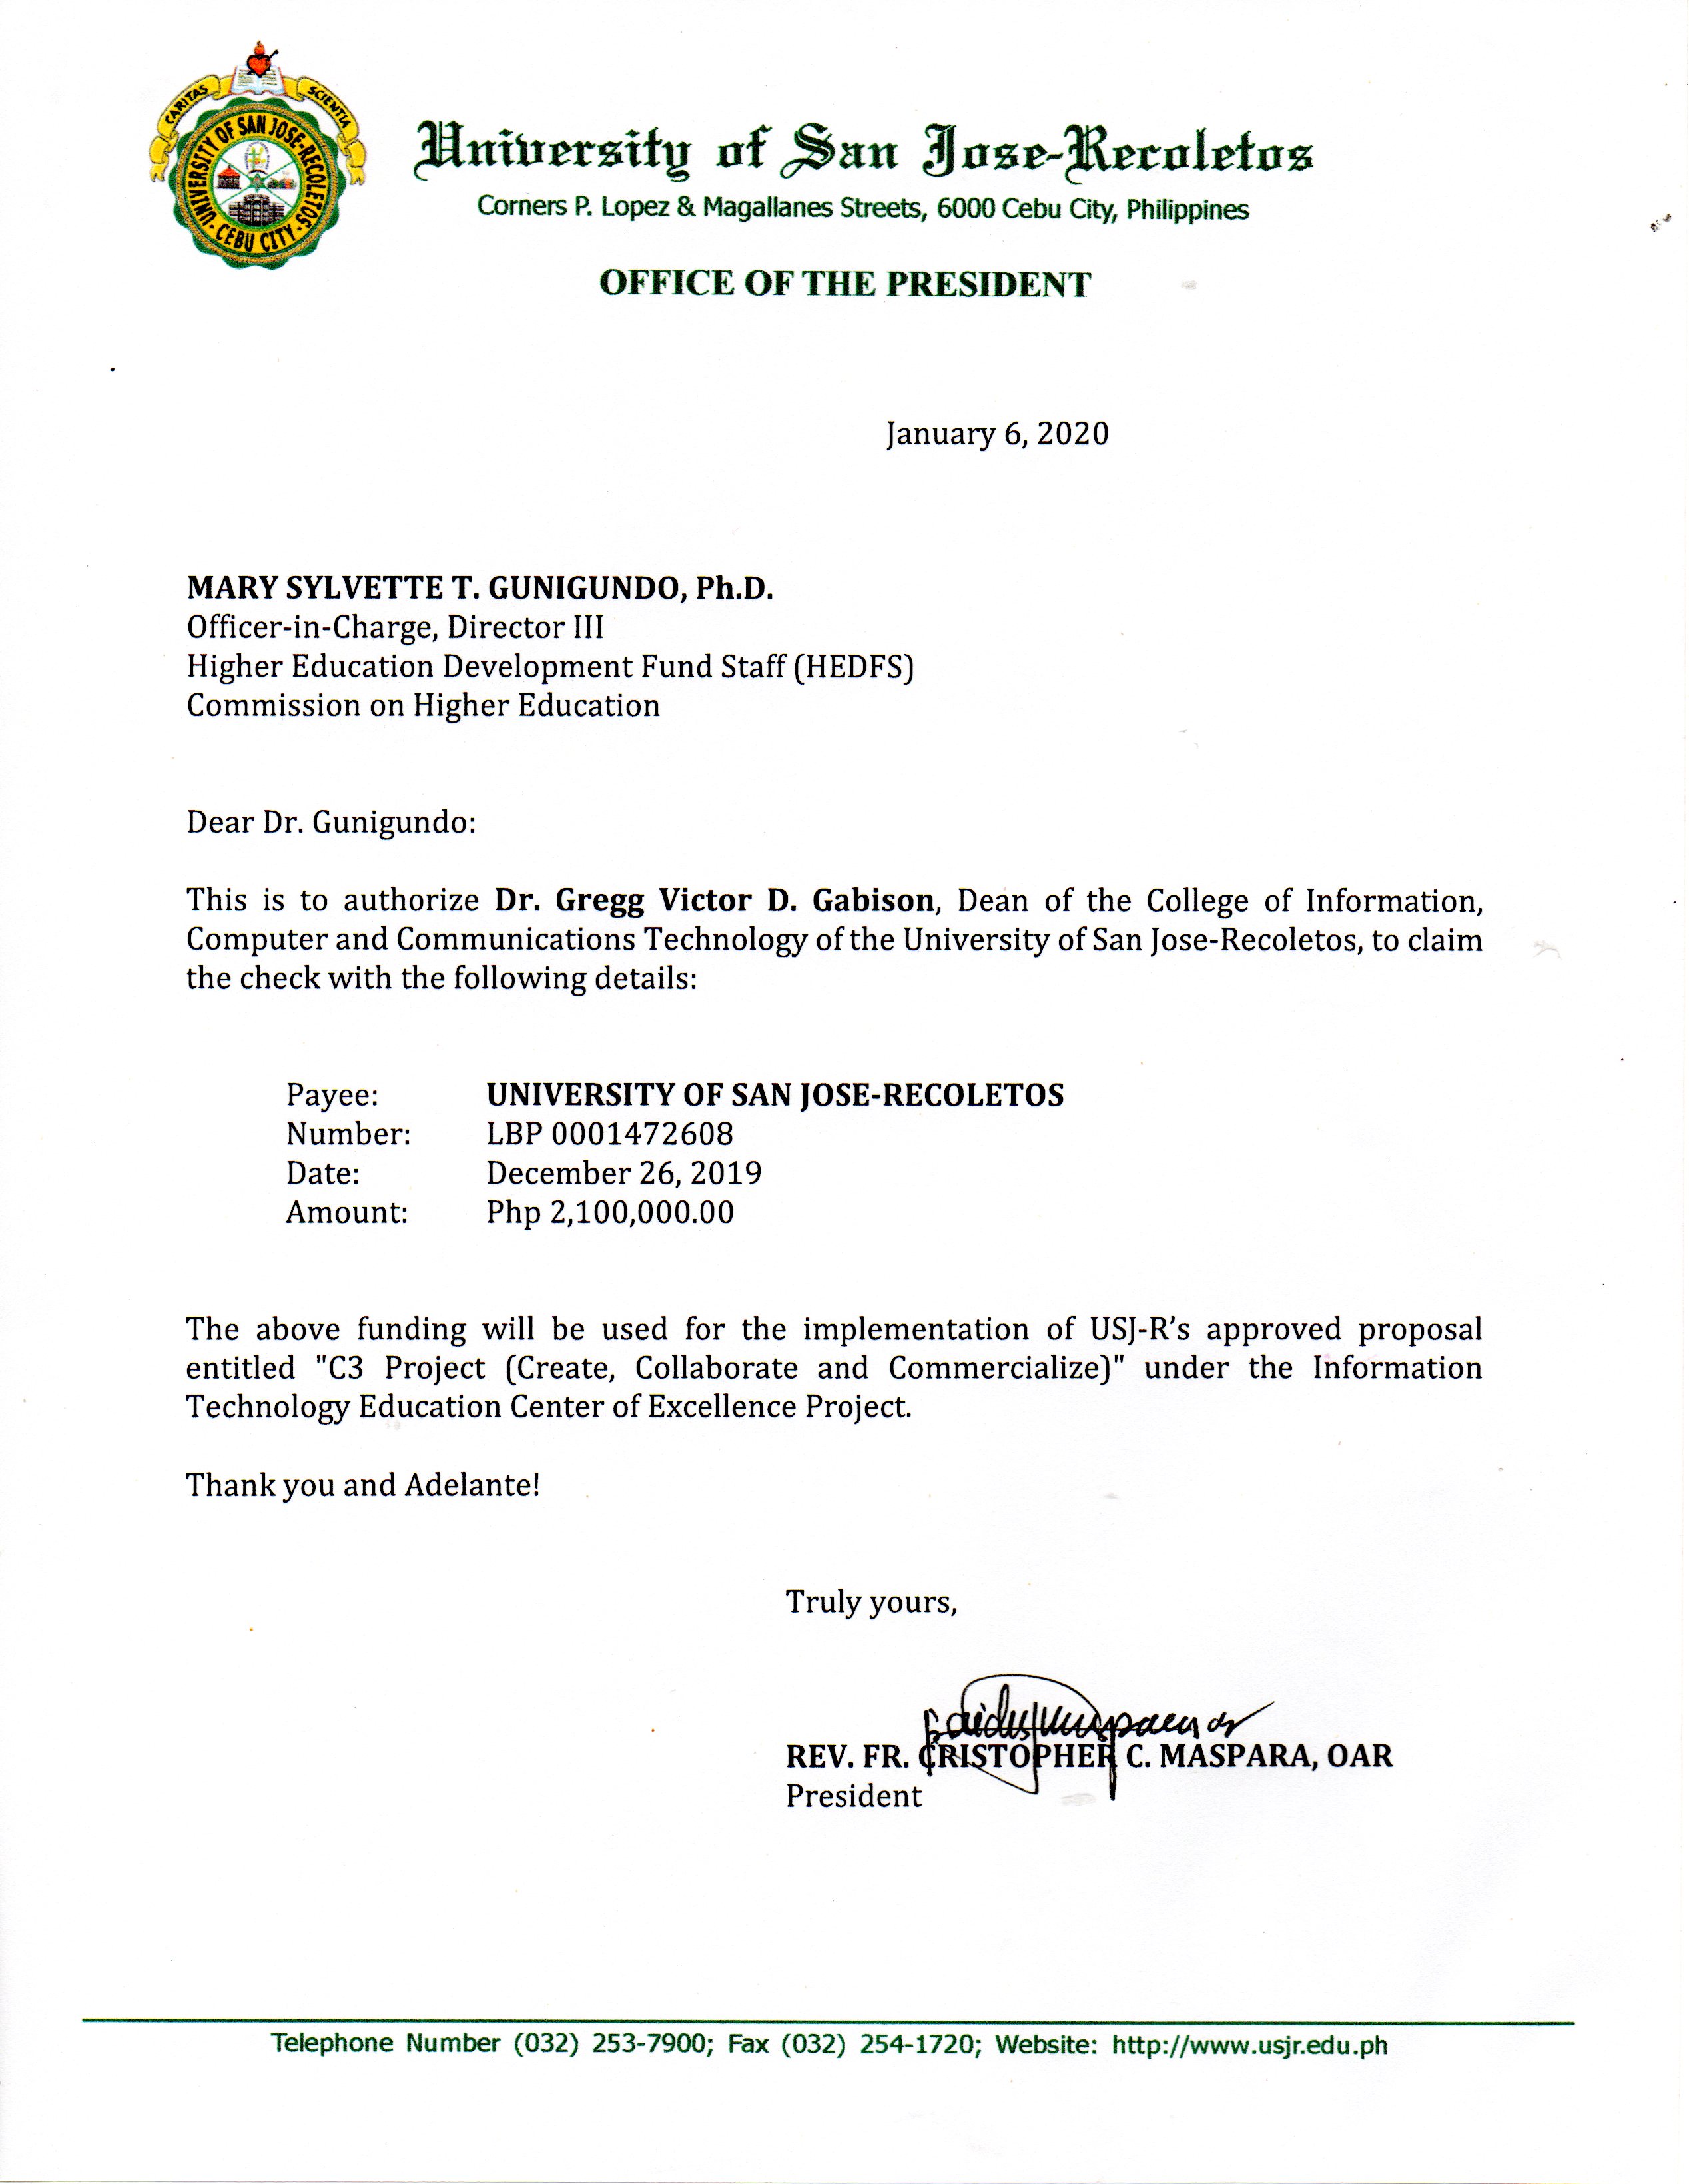 CARITAS
SCIENTIA
UNIVERSITY OF SAN JOSE-RECOLETOS
CEBU CITY
University of San Jose-Recoletos
Corners P. Lopez & Magallanes Streets, 6000 Cebu City, Philippines
OFFICE OF THE PRESIDENT
January 6, 2020
MARY SYLVETTE T. GUNIGUNDO, Ph.D.
Officer-in-Charge, Director III
Higher Education Development Fund Staff (HEDFS)
Commission on Higher Education
Dear Dr. Gunigundo:
This is to authorize Dr. Gregg Victor D. Gabison, Dean of the College of Information,
Computer and Communications Technology of the University of San Jose-Recoletos, to claim
the check with the following details:
Payee: UNIVERSITY OF SAN JOSE-RECOLETOS
Number: LBP 0001472608
Date: December 26, 2019
Amount: Php 2,100,000.00
The above funding will be used for the implementation of USJ-R’s approved proposal
entitled "C3 Project (Create, Collaborate and Commercialize)" under the Information
Technology Education Center of Excellence Project.
Thank you and Adelante!
Truly yours,
REV. FR. CRISTOPHER C. MASPARA, OAR
President
Telephone Number (032) 253-7900; Fax (032) 254-1720; Website: http://www.usjr.edu.ph